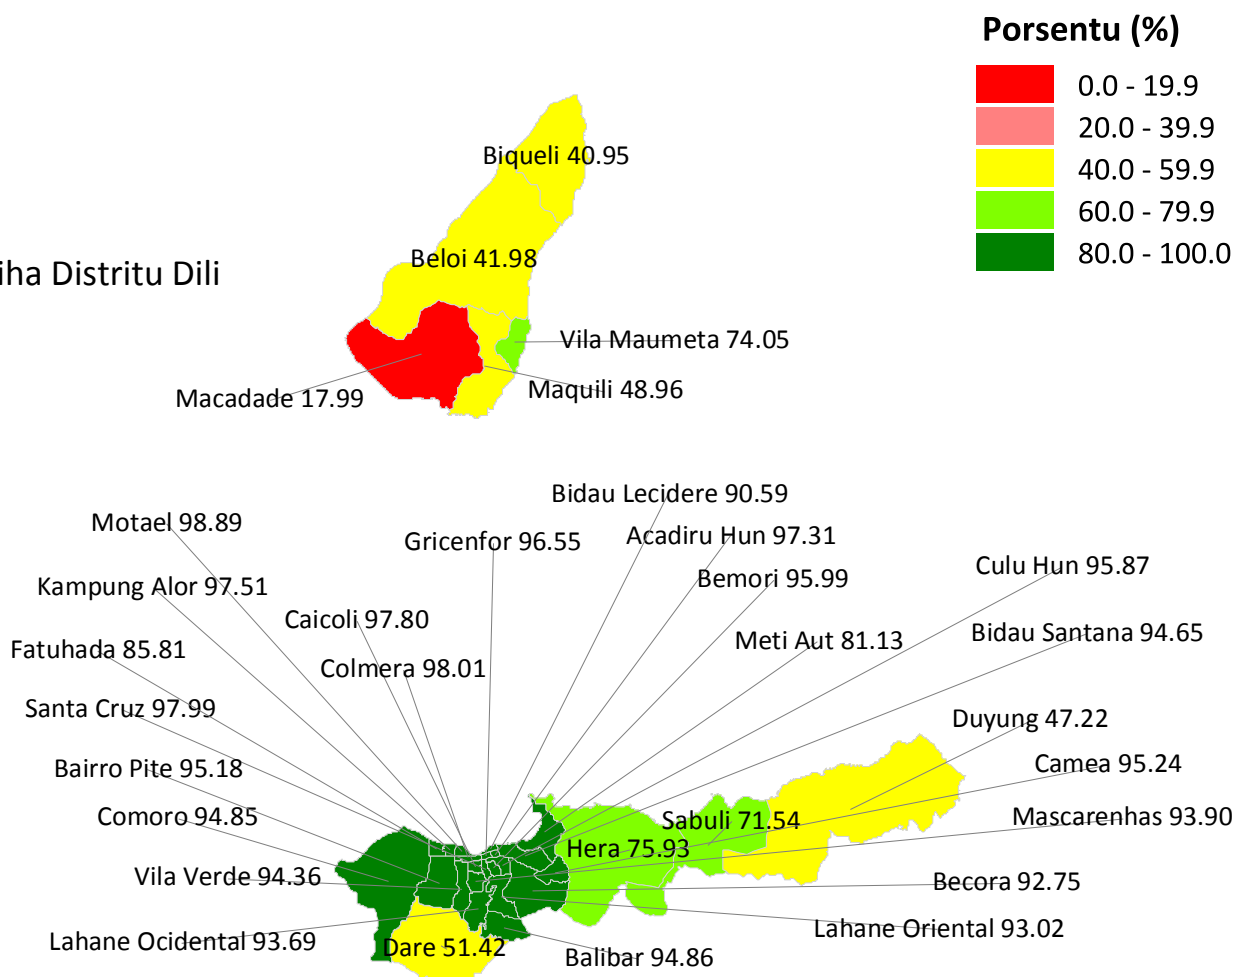 Porsentu (%)
0.0 - 19.9
20.0 - 39.9
40.0 - 59.9
60.0 - 79.9
80.0 - 100.0
Biqueli 40.95
Beloi 41.98
iha Distritu Dili
Vila Maumeta 74.05
Maquili 48.96
Macadade 17.99
Bidau Lecidere 90.59
Motael 98.89
Gricenfor 96.55
Acadiru Hun 97.31
Culu Hun 95.87
Bemori 95.99
Kampung Alor 97.51
Caicoli 97.80
Bidau Santana 94.65
Meti Aut 81.13
Fatuhada 85.81
Colmera 98.01
Santa Cruz 97.99
Duyung 47.22
Bairro Pite 95.18
Camea 95.24
Comoro 94.85
Sabuli 71.54
Mascarenhas 93.90
Hera 75.93
Vila Verde 94.36
Becora 92.75
Lahane Oriental 93.02
Lahane Ocidental 93.69
Dare 51.42
Balibar 94.86